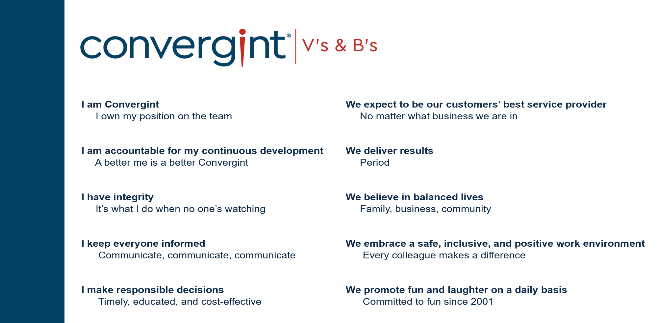 convergint® V's & B's
I am Convergint
I own my position on the team
I am accountable for my continuous development
A better me is a better Convergint
I have integrity
It's what I do when no one's watching
I keep everyone informed
Communicate, communicate, communicate
I make responsible decisions
Timely, educated, and cost-effective
We expect to be our customers' best service provider
No matter what business we are in
We deliver results
Period
We believe in balanced lives
Family, business, community
We embrace a safe, inclusive, and positive work environment
Every colleague makes a difference
We promote fun and laughter on a daily basis
Committed to fun since 2001